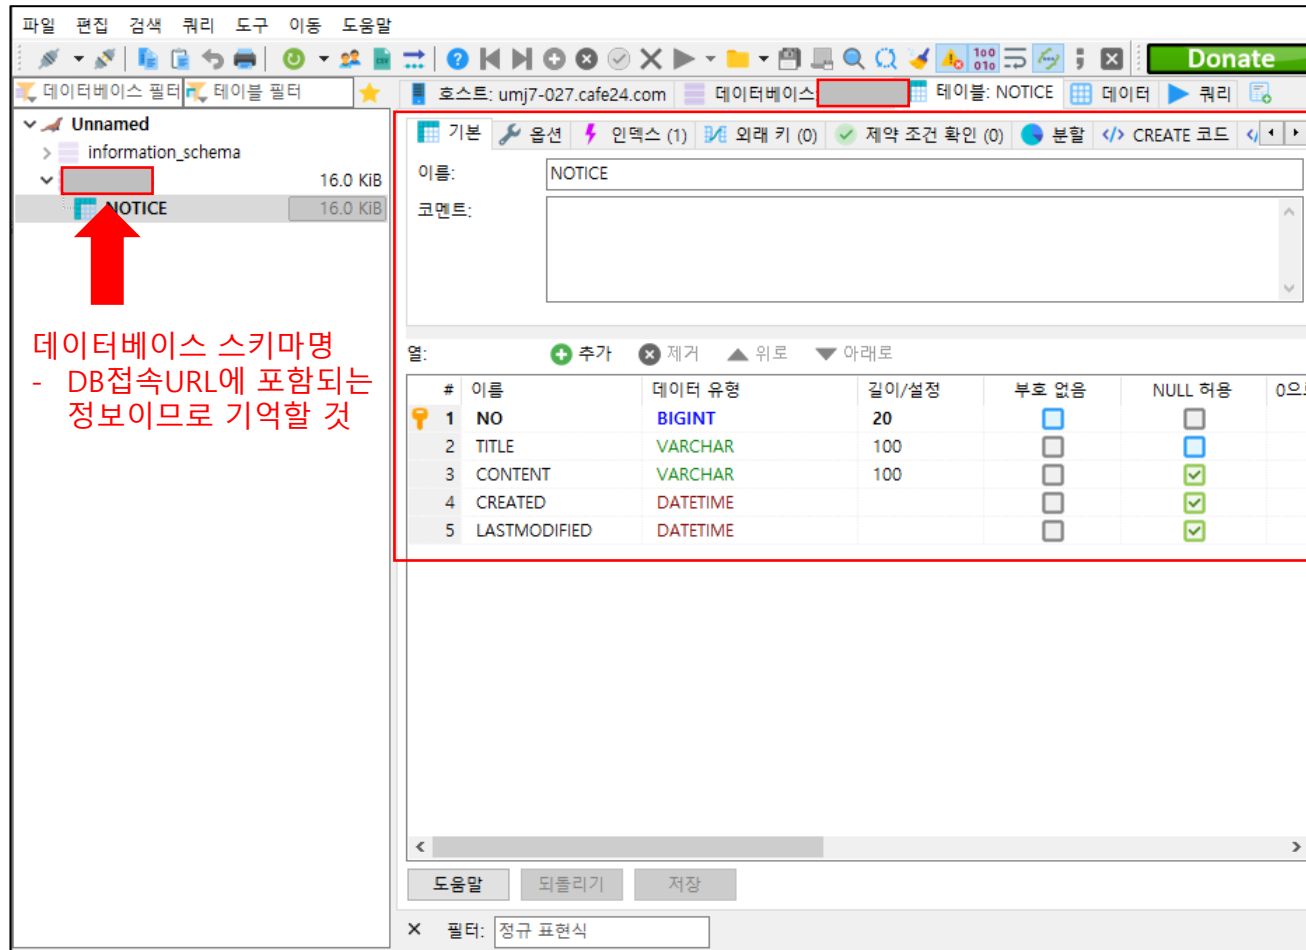 파일 편집 검색 쿼리 도구 이동 도움말
Donate
데이터베이스 필터 테이블 필터
호스트: umj7-027.cafe24.com 데이터베이스: 테이블: NOTICE 데이터 쿼리
Unnamed
information_schema
16.0 KiB
NOTICE 16.0 KiB
데이터베이스 스키마명
- DB접속URL에 포함되는
정보이므로 기억할 것
기본 옵션 인덱스 (1) 외래 키 (0) 제약 조건 확인 (0) 분할 CREATE 코드
이름: NOTICE
코멘트:
열: 추가 제거 위로 아래로
# 이름 데이터 유형 길이/설정 부호 없음 NULL 허용
1 NO BIGINT 20
2 TITLE VARCHAR 100
3 CONTENT VARCHAR 100
4 CREATED DATETIME
5 LASTMODIFIED DATETIME
도움말 되돌리기 저장
필터: 정규 표현식